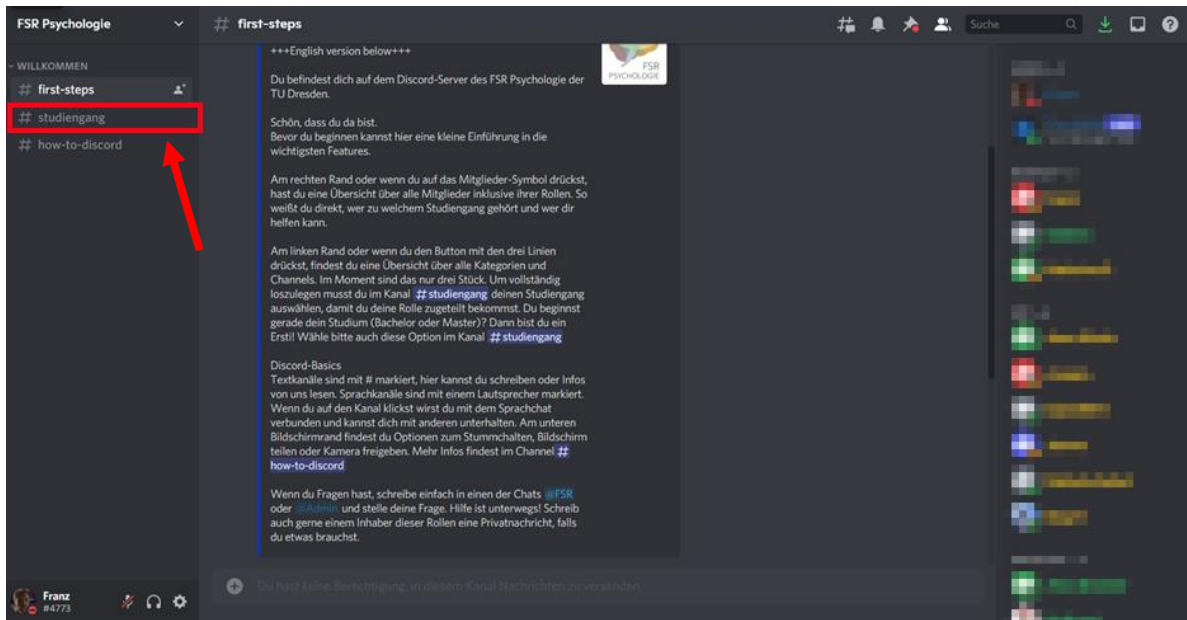 FSR Psychologie
# first-steps
Suche
WILLKOMMEN
# first-steps
# studiengang
# how-to-discord
+++English version below+++
FSR
PSYCHOLOGIE
Du befindest dich auf dem Discord-Server des FSR Psychologie der
TU Dresden.
Schön, dass du da bist.
Bevor du beginnen kannst hier eine kleine Einführung in die
wichtigsten Features.
Am rechten Rand oder wenn du auf das Mitglieder-Symbol drückst,
hast du eine Übersicht über alle Mitglieder inklusive ihrer Rollen. So
weißt du direkt, wer zu welchem Studiengang gehört und wer dir
helfen kann.
Am linken Rand oder wenn du den Button mit den drei Linien
drückst, findest du eine Übersicht über alle Kategorien und
Channels. Im Moment sind das nur drei Stück. Um vollständig
loszulegen musst du im Kanal # studiengang deinen Studiengang
auswählen, damit du deine Rolle zugeteilt bekommst. Du beginnst
gerade dein Studium (Bachelor oder Master)? Dann bist du ein
Ersti! Wähle bitte auch diese Option im Kanal # studiengang
Discord-Basics
Textkanäle sind mit # markiert, hier kannst du schreiben oder Infos
von uns lesen. Sprachkanäle sind mit einem Lautsprecher markiert.
Wenn du auf den Kanal klickst wirst du mit dem Sprachchat
verbunden und kannst dich mit anderen unterhalten. Am unteren
Bildschirmrand findest du Optionen zum Stummschalten, Bildschirm
teilen oder Kamera freigeben. Mehr Infos findest im Channel #
how-to-discord
Wenn du Fragen hast, schreibe einfach in einen der Chats @FSR
oder @Admin und stelle deine Frage. Hilfe ist unterwegs! Schreib
auch gerne einem Inhaber dieser Rollen eine Privatnachricht, falls
du etwas brauchst.
Du hast keine Berechtigung, in diesem Kanal Nachrichten zu versenden.
Franz
#4773